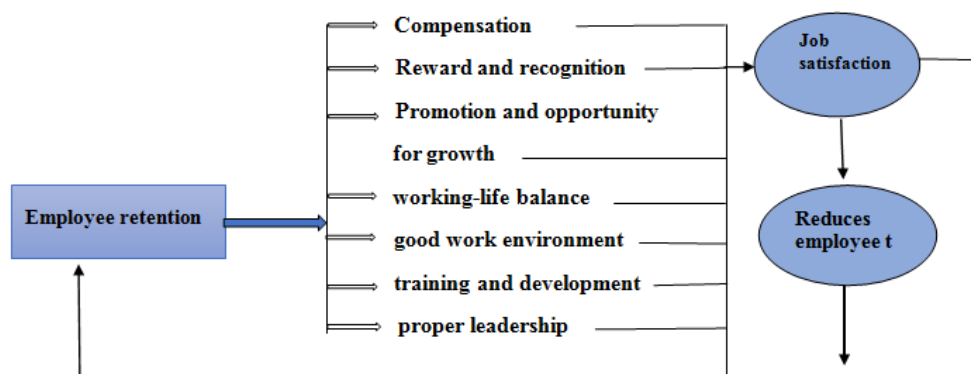 Compensation
Reward and recognition
Promotion and opportunity
for growth
working-life balance
good work environment
training and development
proper leadership
Employee retention
Job
satisfaction
Reduces
employee t